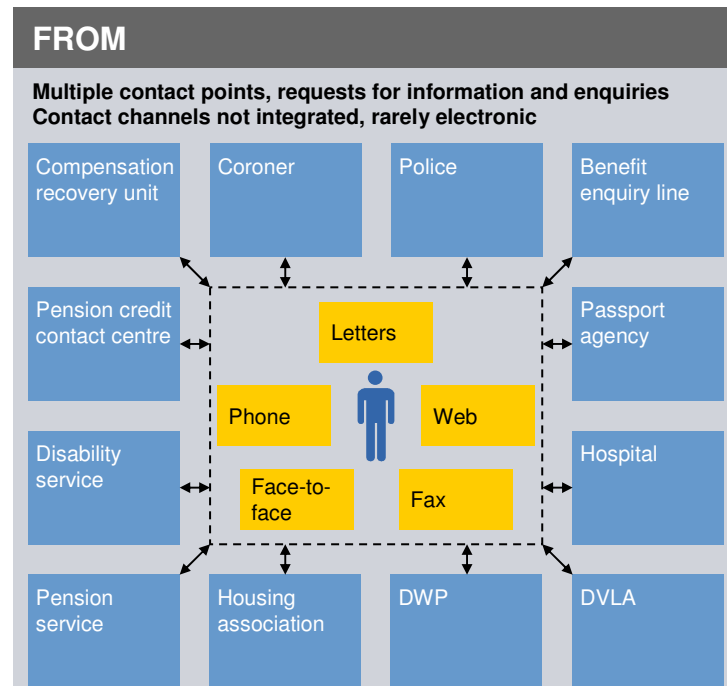 FROM
Multiple contact points, requests for information and enquiries
Contact channels not integrated, rarely electronic
Compensation
recovery unit
Coroner
Police
Benefit
enquiry line
Pension credit
contact centre
Letters
Passport
agency
Phone
Web
Disability
service
Face-to-
face
Fax
Hospital
Pension
service
Housing
association
DWP
DVLA